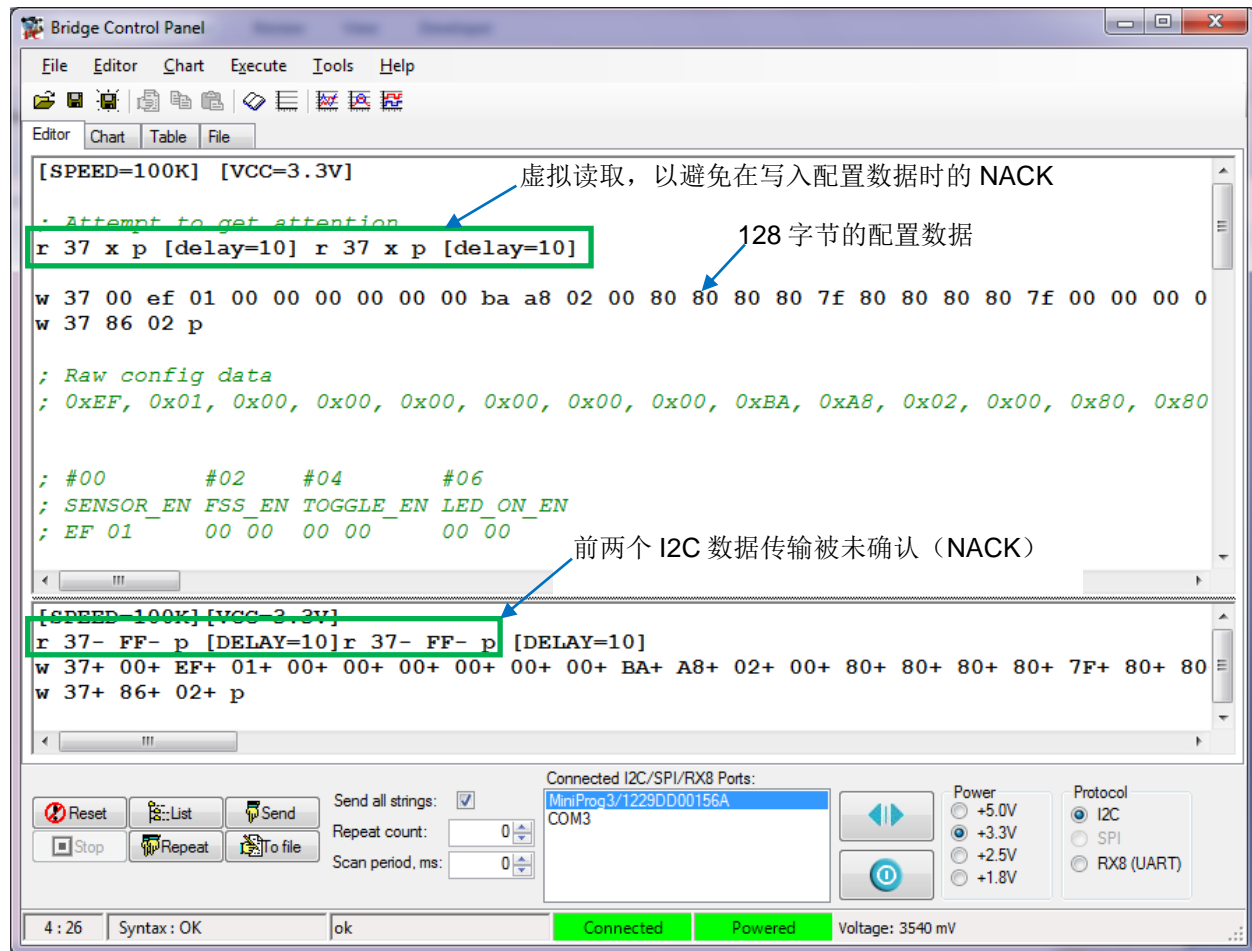 Bridge Control Panel
File Editor Chart Execute Tools Help
Editor Chart Table File
[SPEED=100K] [VCC=3.3V]
虚拟读取，以避免在写入配置数据时的 NACK
; Attempt to get attention
r 37 x p [delay=10] r 37 x p [delay=10]
128 字节的配置数据
w 37 00 ef 01 00 00 00 00 00 00 ba a8 02 00 80 80 80 80 7f 80 80 80 80 7f 00 00 00 0
w 37 86 02 p
; Raw config data
; 0xEF, 0x01, 0x00, 0x00, 0x00, 0x00, 0x00, 0x00, 0xBA, 0xA8, 0x02, 0x00, 0x80, 0x80
; #00 #02 #04 #06
; SENSOR_EN FSS_EN TOGGLE_EN LED_ON_EN
; EF 01 00 00 00 00 00 00
前两个 I2C 数据传输被未确认（NACK）
[SPEED=100K][VCC=3.3V]
r 37- FF- p [DELAY=10]r 37- FF- p [DELAY=10]
w 37+ 00+ EF+ 01+ 00+ 00+ 00+ 00+ 00+ 00+ BA+ A8+ 02+ 00+ 80+ 80+ 80+ 80+ 7F+ 80+ 80
w 37+ 86+ 02+ p
Connected I2C/SPI/RX8 Ports:
Reset List Send Send all strings: MiniProg3/1229DD00156A Power Protocol
COM3 +5.0V I2C
Stop Repeat To file Repeat count: 0 +3.3V SPI
Scan period, ms: 0 +2.5V RX8 (UART)
+1.8V
4 : 26 Syntax : OK ok Connected Powered Voltage: 3540 mV